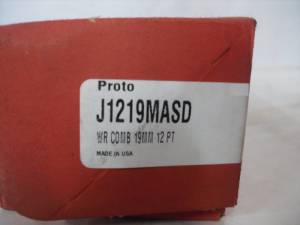 Proto
J1219MASD
WR COMB 19MM 12 PT
MADE IN USA